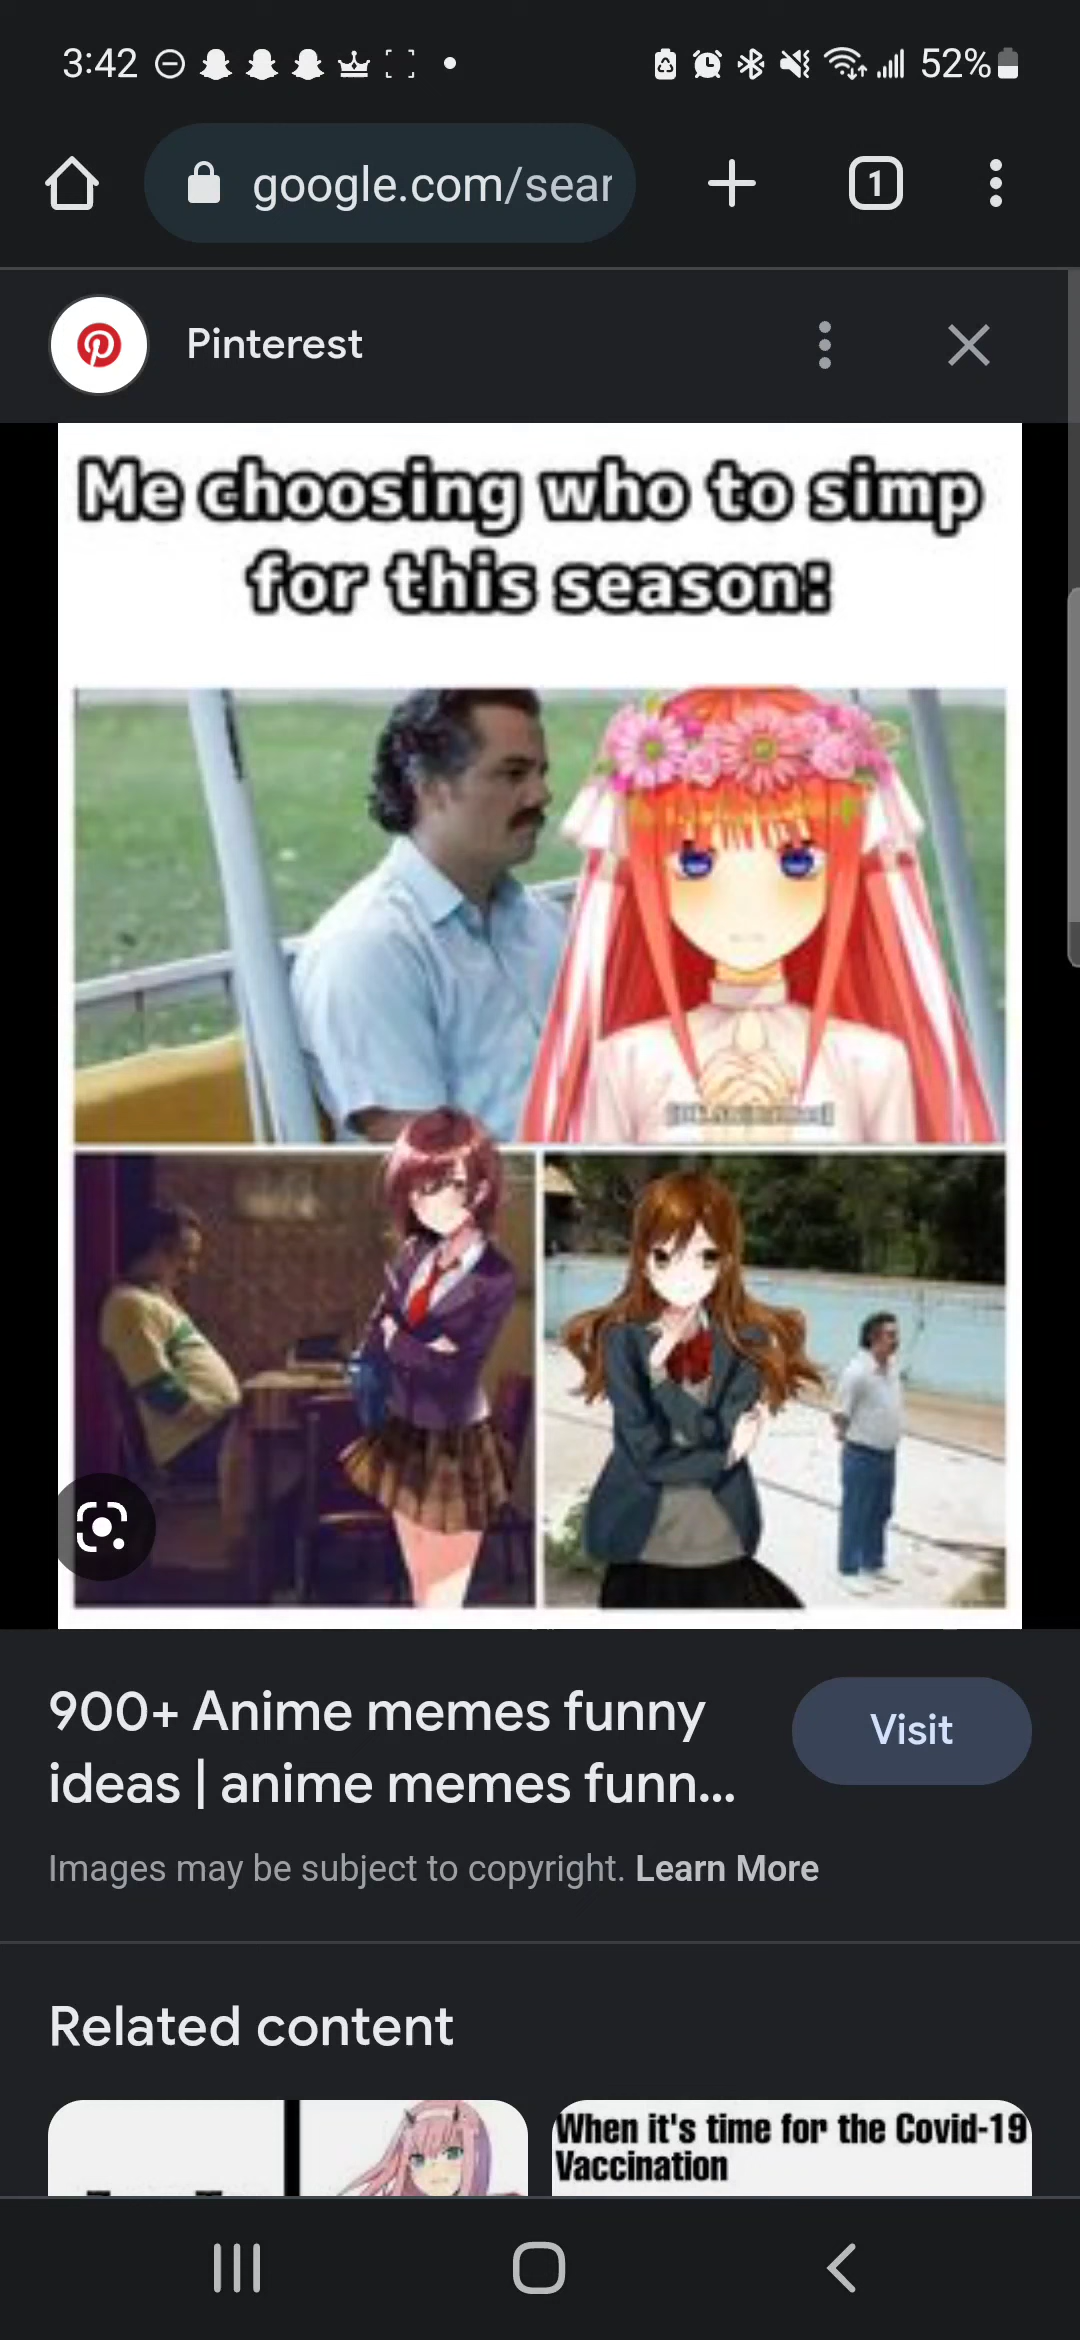 3:42
52%
google.com/sear
1
Pinterest
Me choosing who to simp
for this season:
900+ Anime memes funny
ideas | anime memes funn...
Visit
Images may be subject to copyright. Learn More
Related content
When it's time for the Covid-19
Vaccination